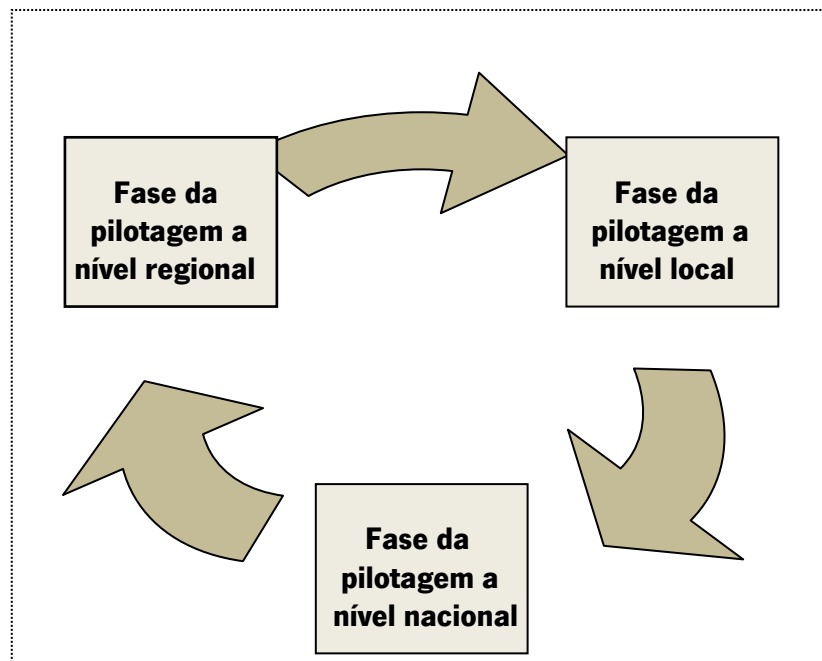 Fase da
pilotagem a
nível regional
Fase da
pilotagem a
nível local
Fase da
pilotagem a
nível nacional